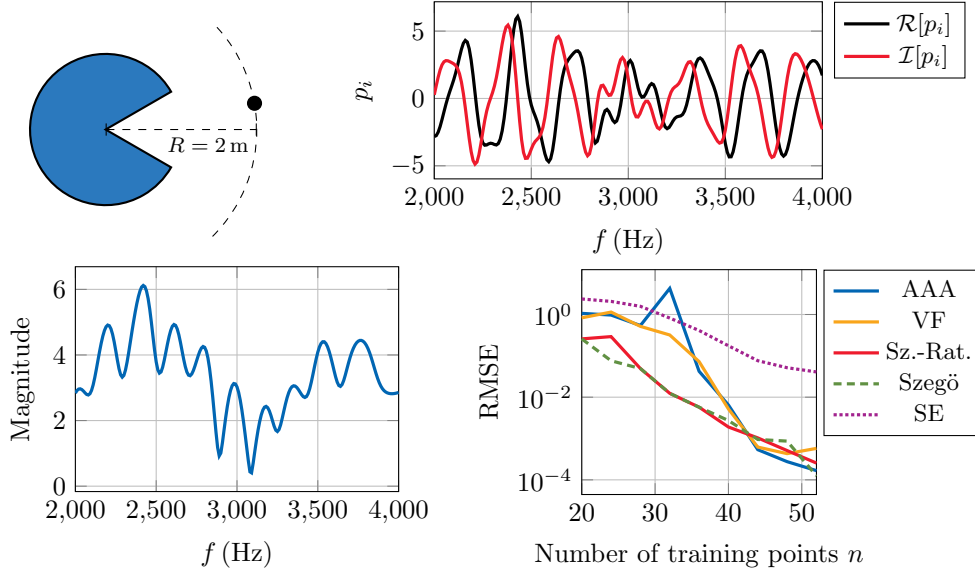 R = 2 m
5
0
−5
p_i
2,000 2,500 3,000 3,500 4,000
f (Hz)
ℛ[p_i]
ℐ[p_i]
6
4
2
0
Magnitude
2,000 2,500 3,000 3,500 4,000
f (Hz)
10^0
10^−2
10^−4
RMSE
20 30 40 50
Number of training points n
AAA
VF
Sz.-Rat.
Szegö
SE